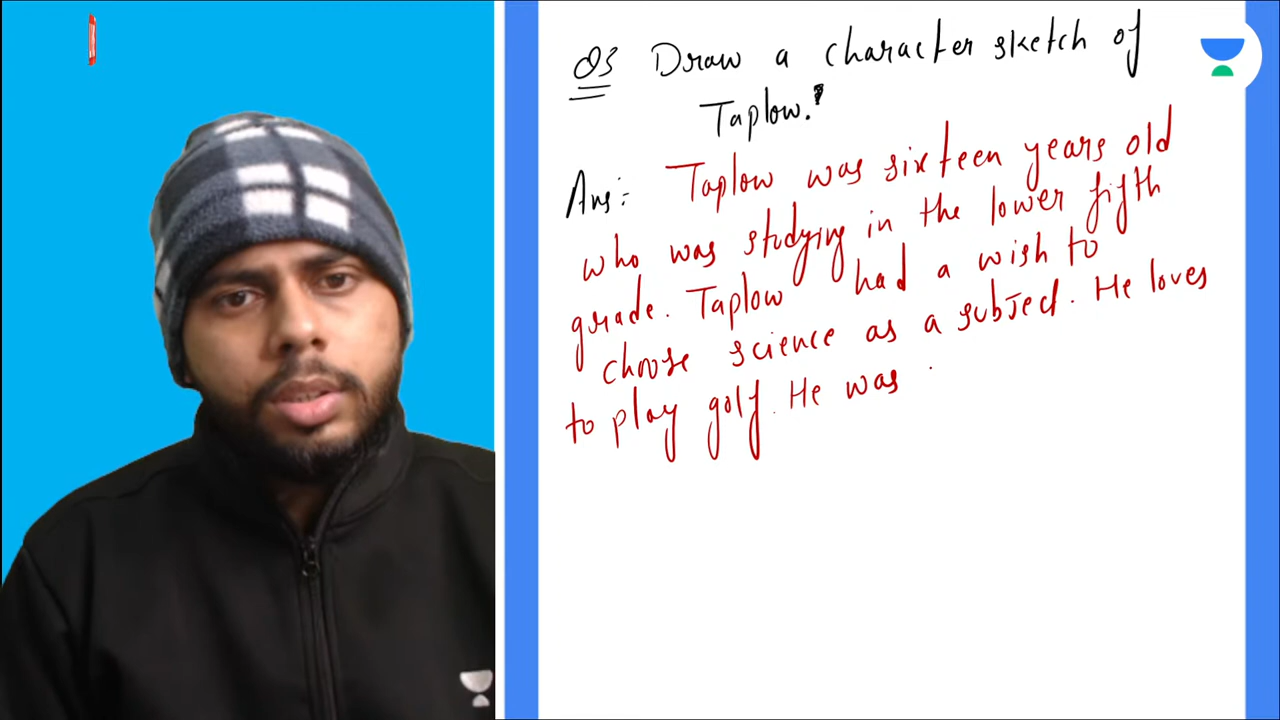 Q3 Draw a character sketch of
Taplow.
Ans: Taplow was sixteen years old
who was studying in the lower fifth
grade. Taplow had a wish to
choose science as a subject. He loves
to play golf. He was